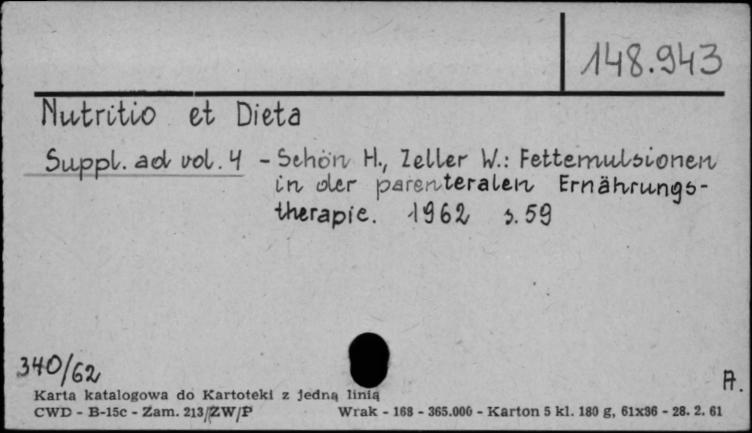 148.943
Nutritio et Dieta
Suppl. ad vol. 4 - Schön H., Zeller W.: Fettemulsionen
in der parenteralen Ernährungs-
therapie. 1962 s. 59
340/62
A.
Karta katalogowa do Kartoteki z jedną linią
CWD - B-15c - Zam. 213/ZW/P Wrak - 168 - 365.000 - Karton 5 kl. 180 g, 61x86 - 28. 2. 61